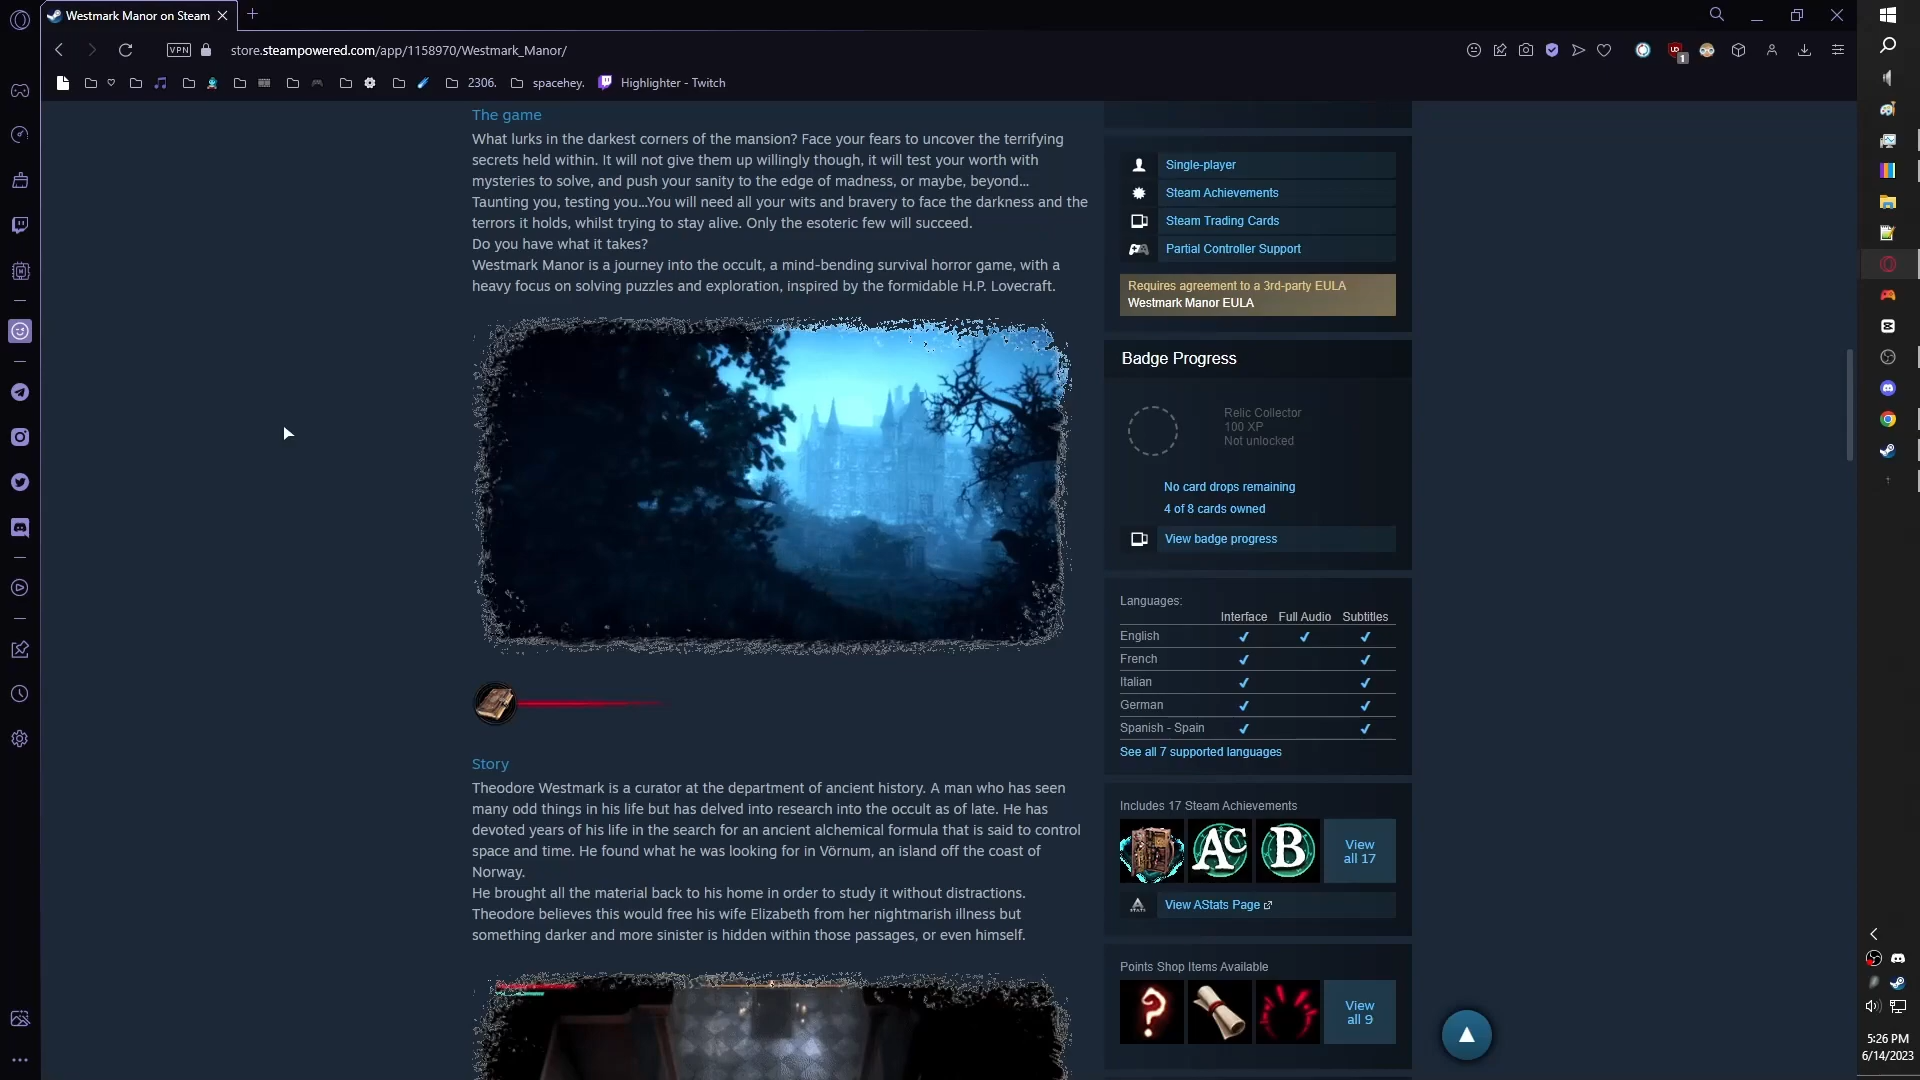 Westmark Manor on Steam
VPN
store.steampowered.com/app/1158970/Westmark_Manor/
1
2306.
spacehey.
Highlighter - Twitch
The game
What lurks in the darkest corners of the mansion? Face your fears to uncover the terrifying
secrets held within. It will not give them up willingly though, it will test your worth with
mysteries to solve, and push your sanity to the edge of madness, or maybe, beyond...
Taunting you, testing you...You will need all your wits and bravery to face the darkness and the
terrors it holds, whilst trying to stay alive. Only the esoteric few will succeed.
Do you have what it takes?
Westmark Manor is a journey into the occult, a mind-bending survival horror game, with a
heavy focus on solving puzzles and exploration, inspired by the formidable H.P. Lovecraft.
Story
Theodore Westmark is a curator at the department of ancient history. A man who has seen
many odd things in his life but has delved into research into the occult as of late. He has
devoted years of his life in the search for an ancient alchemical formula that is said to control
space and time. He found what he was looking for in Vörnum, an island off the coast of
Norway.
He brought all the material back to his home in order to study it without distractions.
Theodore believes this would free his wife Elizabeth from her nightmarish illness but
something darker and more sinister is hidden within those passages, or even himself.
Single-player
Steam Achievements
Steam Trading Cards
Partial Controller Support
Requires agreement to a 3rd-party EULA
Westmark Manor EULA
Badge Progress
Relic Collector
100 XP
Not unlocked
No card drops remaining
4 of 8 cards owned
View badge progress
Languages:
Interface Full Audio Subtitles
English ✔ ✔ ✔
French ✔ ✔
Italian ✔ ✔
German ✔ ✔
Spanish - Spain ✔ ✔
See all 7 supported languages
Includes 17 Steam Achievements
AC
B
View
all 17
View AStats Page
Points Shop Items Available
?
View
all 9
5:26 PM
6/14/2023